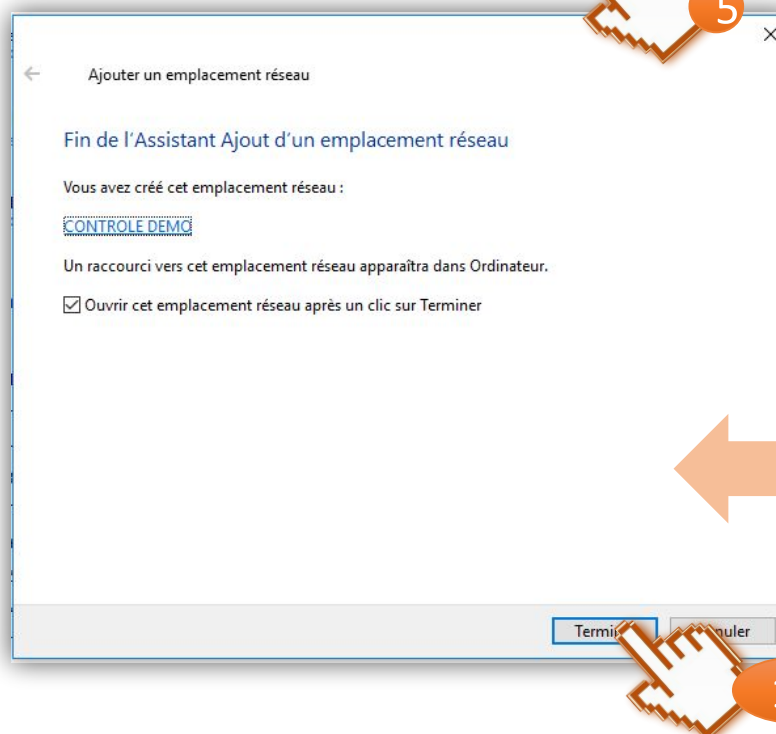 5
Ajouter un emplacement réseau
Fin de l'Assistant Ajout d'un emplacement réseau
Vous avez créé cet emplacement réseau :
CONTROLE DEMO
Un raccourci vers cet emplacement réseau apparaîtra dans Ordinateur.
Ouvrir cet emplacement réseau après un clic sur Terminer